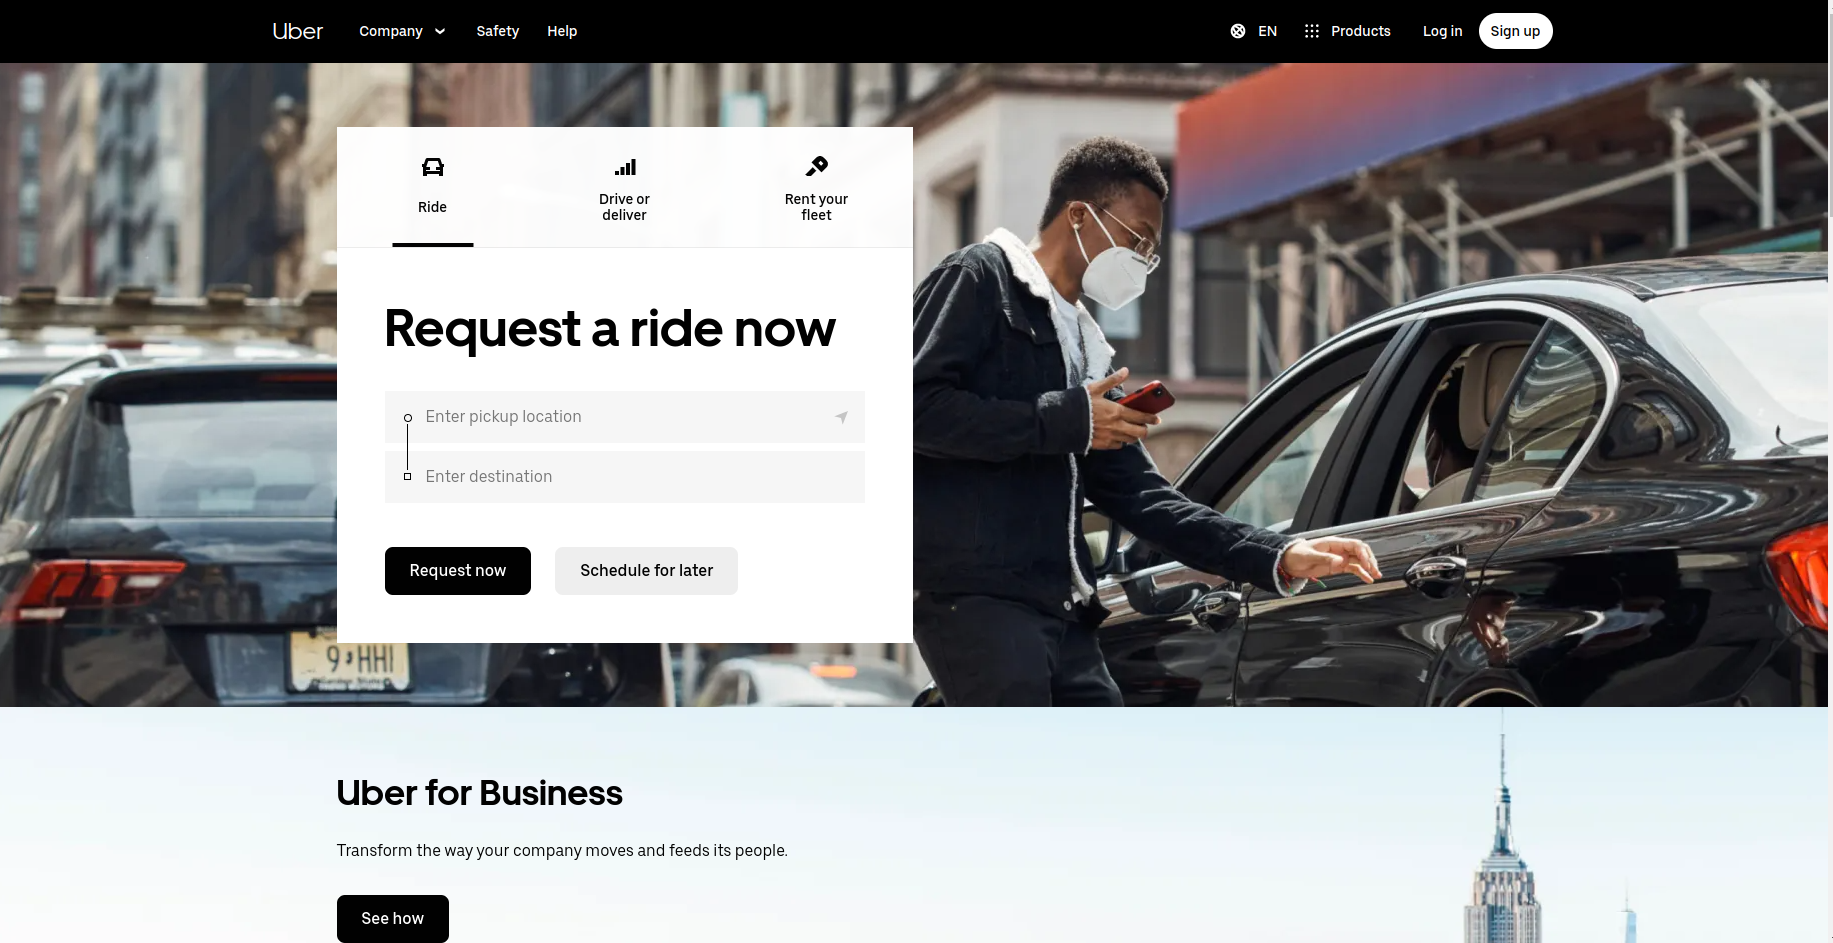 Uber
Company
Safety
Help
EN
Products
Log in
Sign up
Ride
Drive or
deliver
Rent your
fleet
Request a ride now
Enter pickup location
Enter destination
Request now
Schedule for later
Uber for Business
Transform the way your company moves and feeds its people.
See how